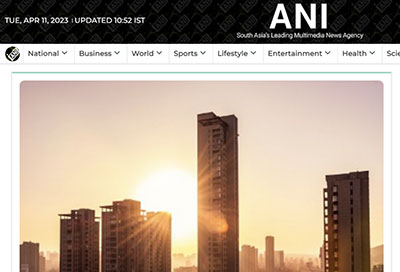 TUE, APR 11, 2023 | UPDATED 10:52 IST
ANI
South Asia's Leading Multimedia News Agency
National Business World Sports Lifestyle Entertainment Health